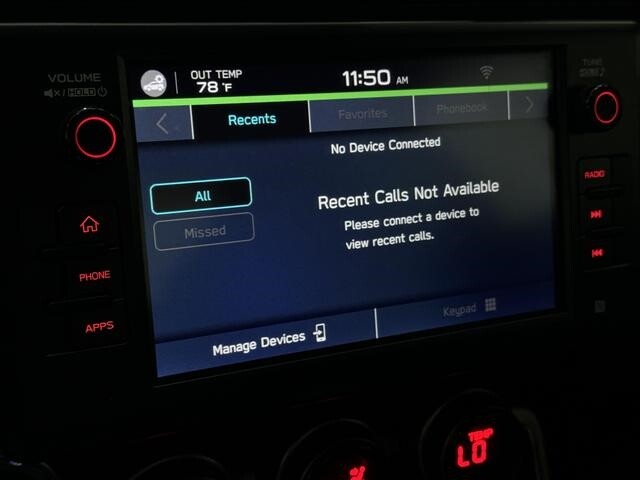 VOLUME
/HOLD
OUT TEMP
78 °F
11:50 AM
TUNE
Recents
Favorites
Phonebook
No Device Connected
All
Missed
Recent Calls Not Available
Please connect a device to
view recent calls.
Manage Devices
Keypad
PHONE
APPS
RADIO
TEMP
LO